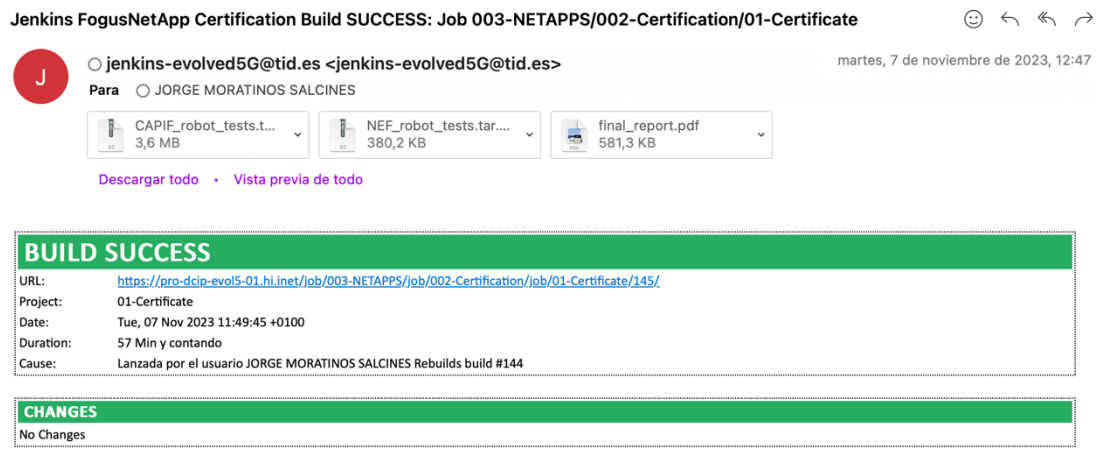 Jenkins FogusNetApp Certification Build SUCCESS: Job 003-NETAPPS/002-Certification/01-Certificate
J
jenkins-evolved5G@tid.es <jenkins-evolved5G@tid.es>
martes, 7 de noviembre de 2023, 12:47
Para JORGE MORATINOS SALCINES
CAPIF_robot_tests.t...
3,6 MB
NEF_robot_tests.tar....
380,2 KB
final_report.pdf
581,3 KB
Descargar todo • Vista previa de todo
BUILD SUCCESS
URL: https://pro-dcip-evol5-01.hi.inet/job/003-NETAPPS/job/002-Certification/job/01-Certificate/145/
Project: 01-Certificate
Date: Tue, 07 Nov 2023 11:49:45 +0100
Duration: 57 Min y contando
Cause: Lanzada por el usuario JORGE MORATINOS SALCINES Rebuilds build #144
CHANGES
No Changes